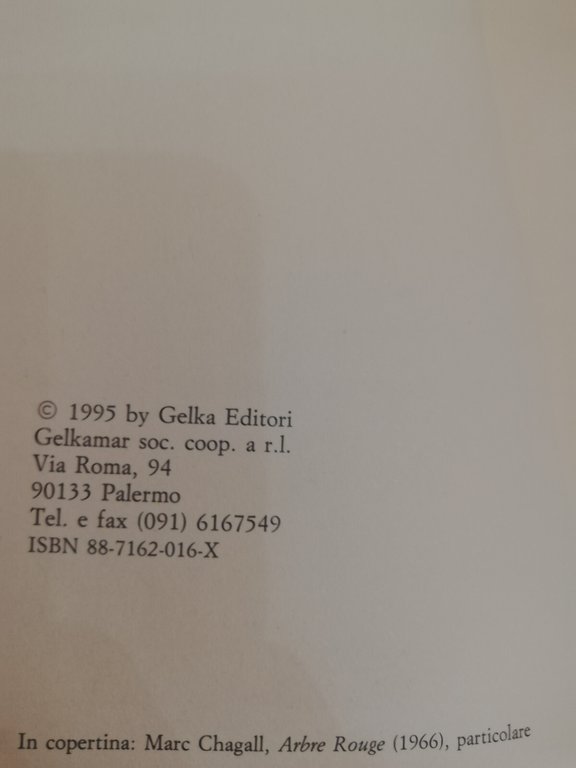 © 1995 by Gelka Editori
Gelkamar soc. coop. a r.l.
Via Roma, 94
90133 Palermo
Tel. e fax (091) 6167549
ISBN 88-7162-016-X
In copertina: Marc Chagall, Arbre Rouge (1966), particolare